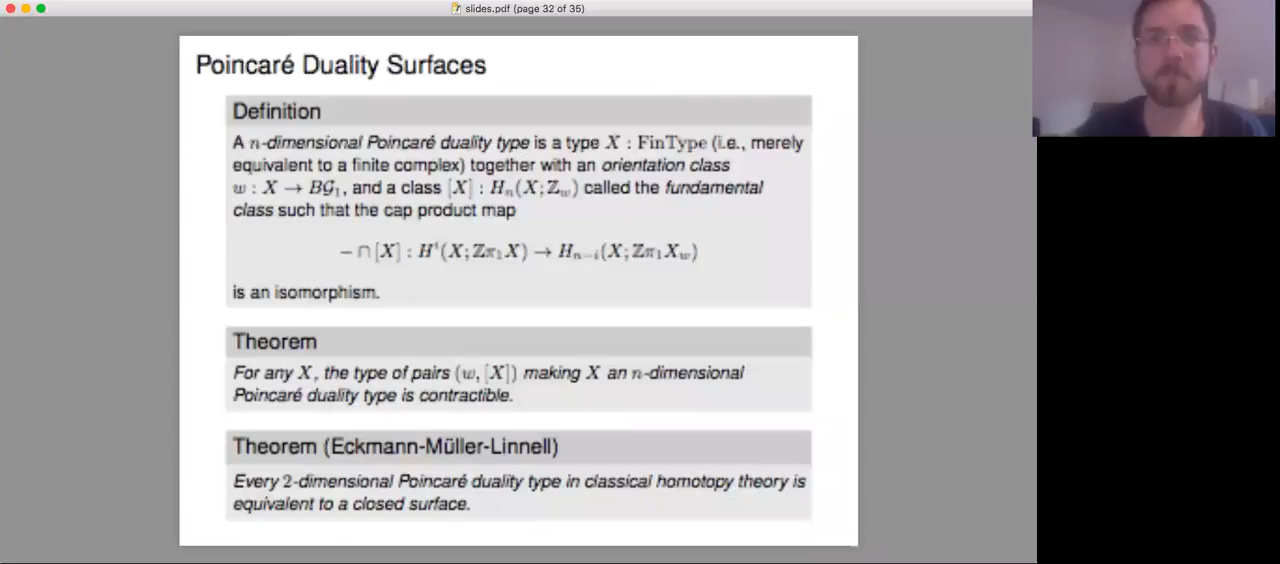 slides.pdf (page 32 of 35)
Poincaré Duality Surfaces
Definition
A n-dimensional Poincaré duality type is a type X : FinType (i.e., merely
equivalent to a finite complex) together with an orientation class
w : X → BG₁, and a class [X] : Hₙ(X; ℤ_w) called the fundamental
class such that the cap product map
− ∩ [X] : Hⁱ(X; ℤπ₁X) → Hₙ₋ᵢ(X; ℤπ₁X_w)
is an isomorphism.
Theorem
For any X, the type of pairs (w, [X]) making X an n-dimensional
Poincaré duality type is contractible.
Theorem (Eckmann-Müller-Linnell)
Every 2-dimensional Poincaré duality type in classical homotopy theory is
equivalent to a closed surface.